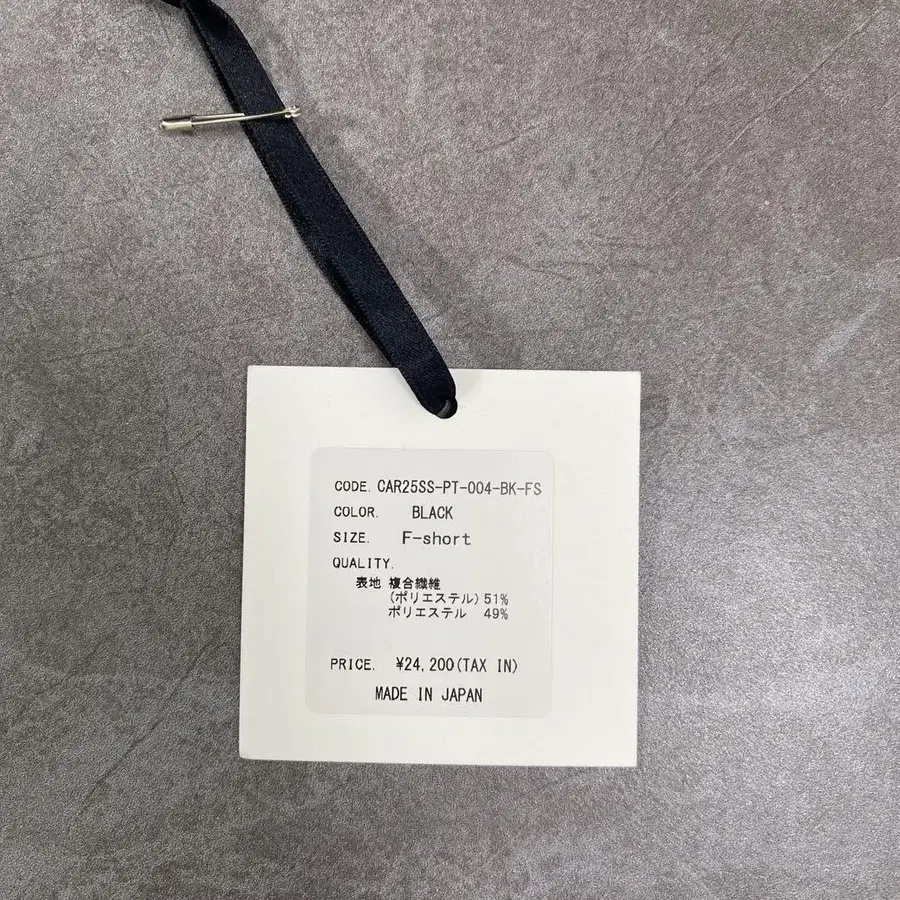 CODE. CAR25SS-PT-004-BK-FS
COLOR. BLACK
SIZE. F-short
QUALITY.
表地 複合繊維
(ポリエステル) 51%
ポリエステル 49%
PRICE. ¥24,200(TAX IN)
MADE IN JAPAN